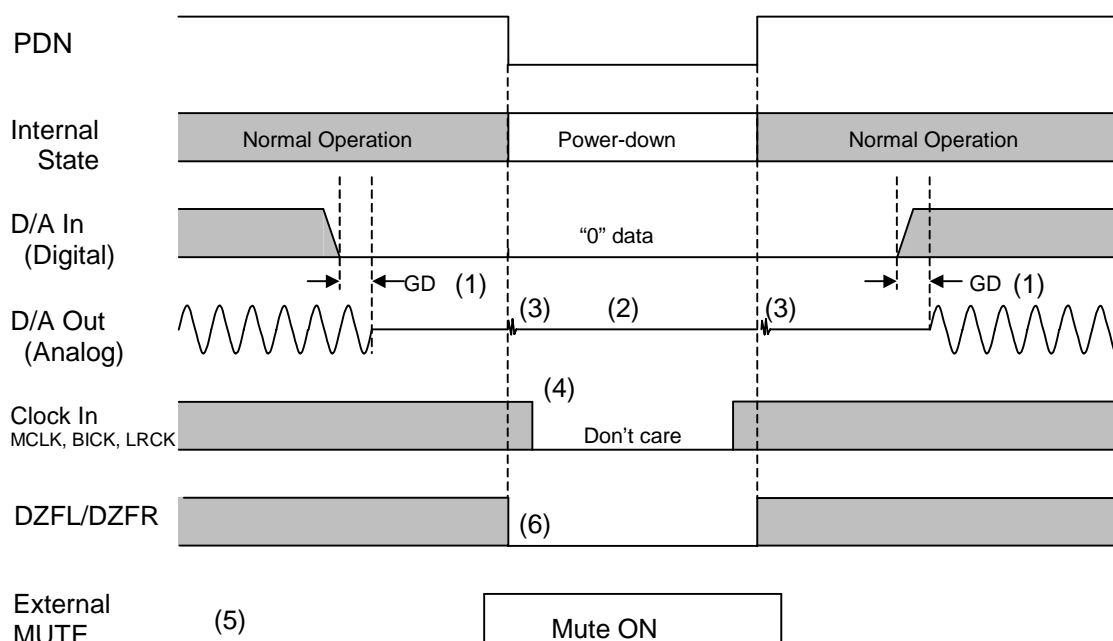 PDN
Internal
State
Normal Operation
Power-down
Normal Operation
D/A In
(Digital)
“0” data
GD (1)
GD (1)
D/A Out
(Analog)
(3)
(2)
(3)
(4)
Clock In
MCLK, BICK, LRCK
Don’t care
DZFL/DZFR
(6)
External
MUTE
(5)
Mute ON